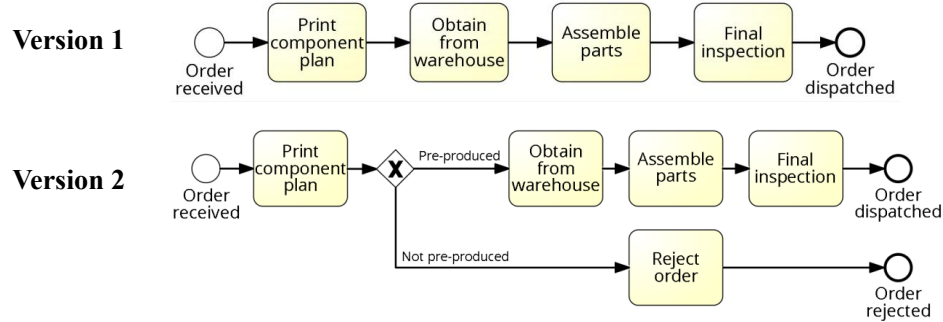 Version 1
Order
received
Print
component
plan
Obtain
from
warehouse
Assemble
parts
Final
inspection
Order
dispatched
Version 2
Order
received
Print
component
plan
X
Pre-produced
Obtain
from
warehouse
Assemble
parts
Final
inspection
Order
dispatched
Not pre-produced
Reject
order
Order
rejected